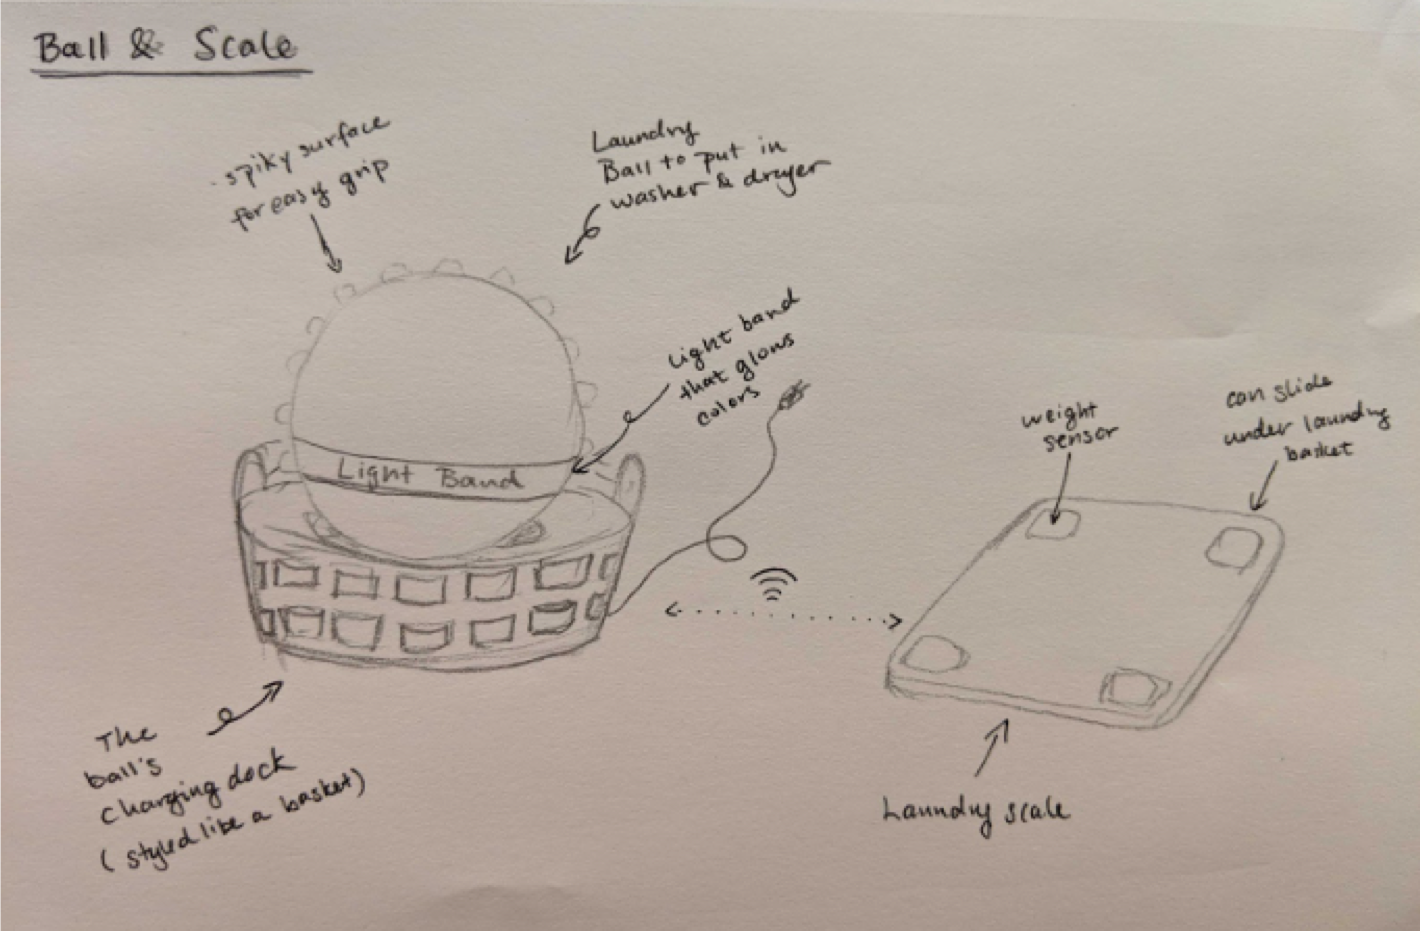 Ball & Scale
spiky surface
for easy grip
Laundry
Ball to put in
washer & dryer
Light band
that glows
colors
Light Band
weight
sensor
can slide
under laundry
basket
The
ball's
charging dock
(styled like a basket)
Laundry scale